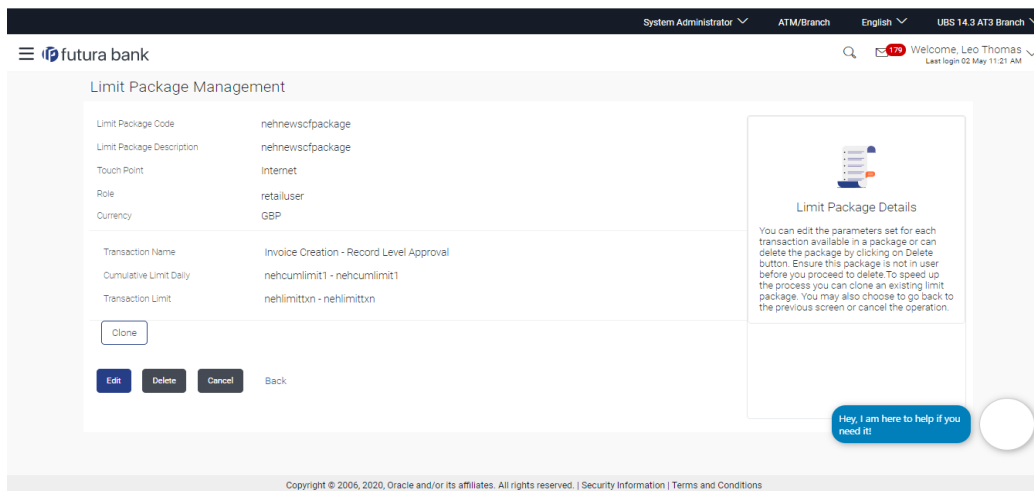 System Administrator ATM/Branch English UBS 14.3 AT3 Branch
futura bank
179 Welcome, Leo Thomas
Last login 02 May 11:21 AM
Limit Package Management
Limit Package Code nehnewscfpackage
Limit Package Description nehnewscfpackage
Touch Point Internet
Role retailuser
Currency GBP
Transaction Name Invoice Creation - Record Level Approval
Cumulative Limit Daily nehcumlimit1 - nehcumlimit1
Transaction Limit nehlimittxn - nehlimittxn
Clone
Edit Delete Cancel Back
Limit Package Details
You can edit the parameters set for each
transaction available in a package or can
delete the package by clicking on Delete
button. Ensure this package is not in user
before you proceed to delete.To speed up
the process you can clone an existing limit
package. You may also choose to go back to
the previous screen or cancel the operation.
Hey, I am here to help if you
need it!
Copyright © 2006, 2020, Oracle and/or its affiliates. All rights reserved. | Security Information | Terms and Conditions